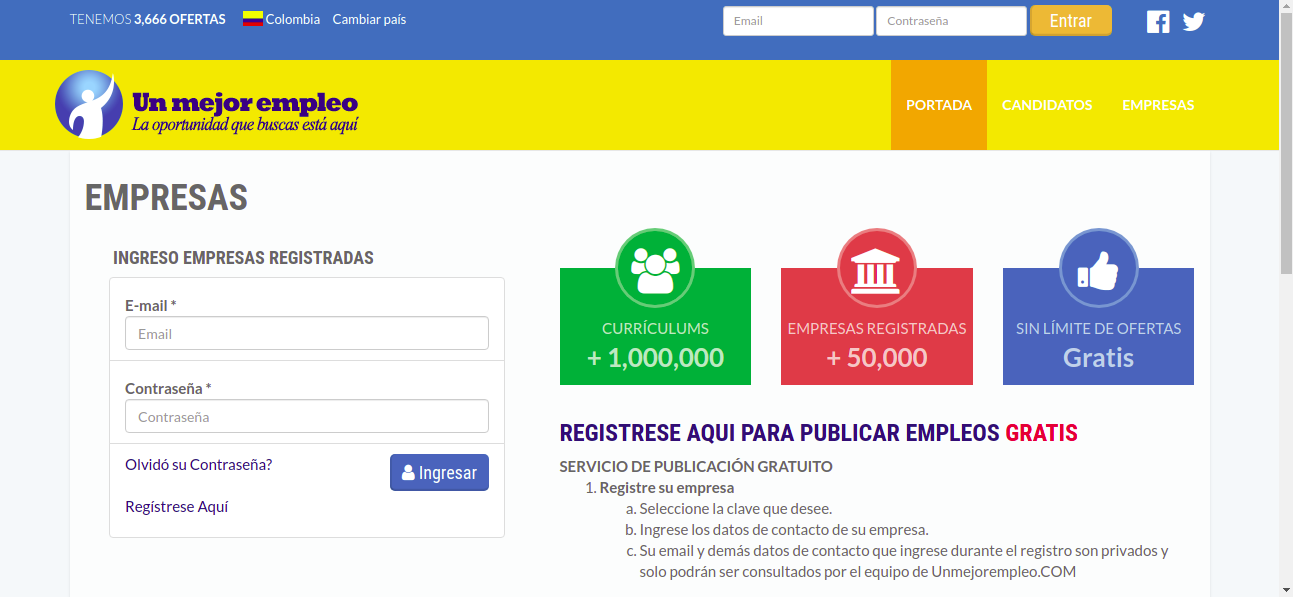 TENEMOS 3,666 OFERTAS Colombia Cambiar país Email Contraseña Entrar
Un mejor empleo
La oportunidad que buscas está aquí
PORTADA CANDIDATOS EMPRESAS
EMPRESAS
INGRESO EMPRESAS REGISTRADAS
E-mail *
Email
Contraseña *
Contraseña
Olvidó su Contraseña?
Ingresar
Regístrese Aquí
CURRÍCULUMS
+ 1,000,000
EMPRESAS REGISTRADAS
+ 50,000
SIN LÍMITE DE OFERTAS
Gratis
REGISTRESE AQUI PARA PUBLICAR EMPLEOS GRATIS
SERVICIO DE PUBLICACIÓN GRATUITO
1. Registre su empresa
a. Seleccione la clave que desee.
b. Ingrese los datos de contacto de su empresa.
c. Su email y demás datos de contacto que ingrese durante el registro son privados y
solo podrán ser consultados por el equipo de Unmejorempleo.COM